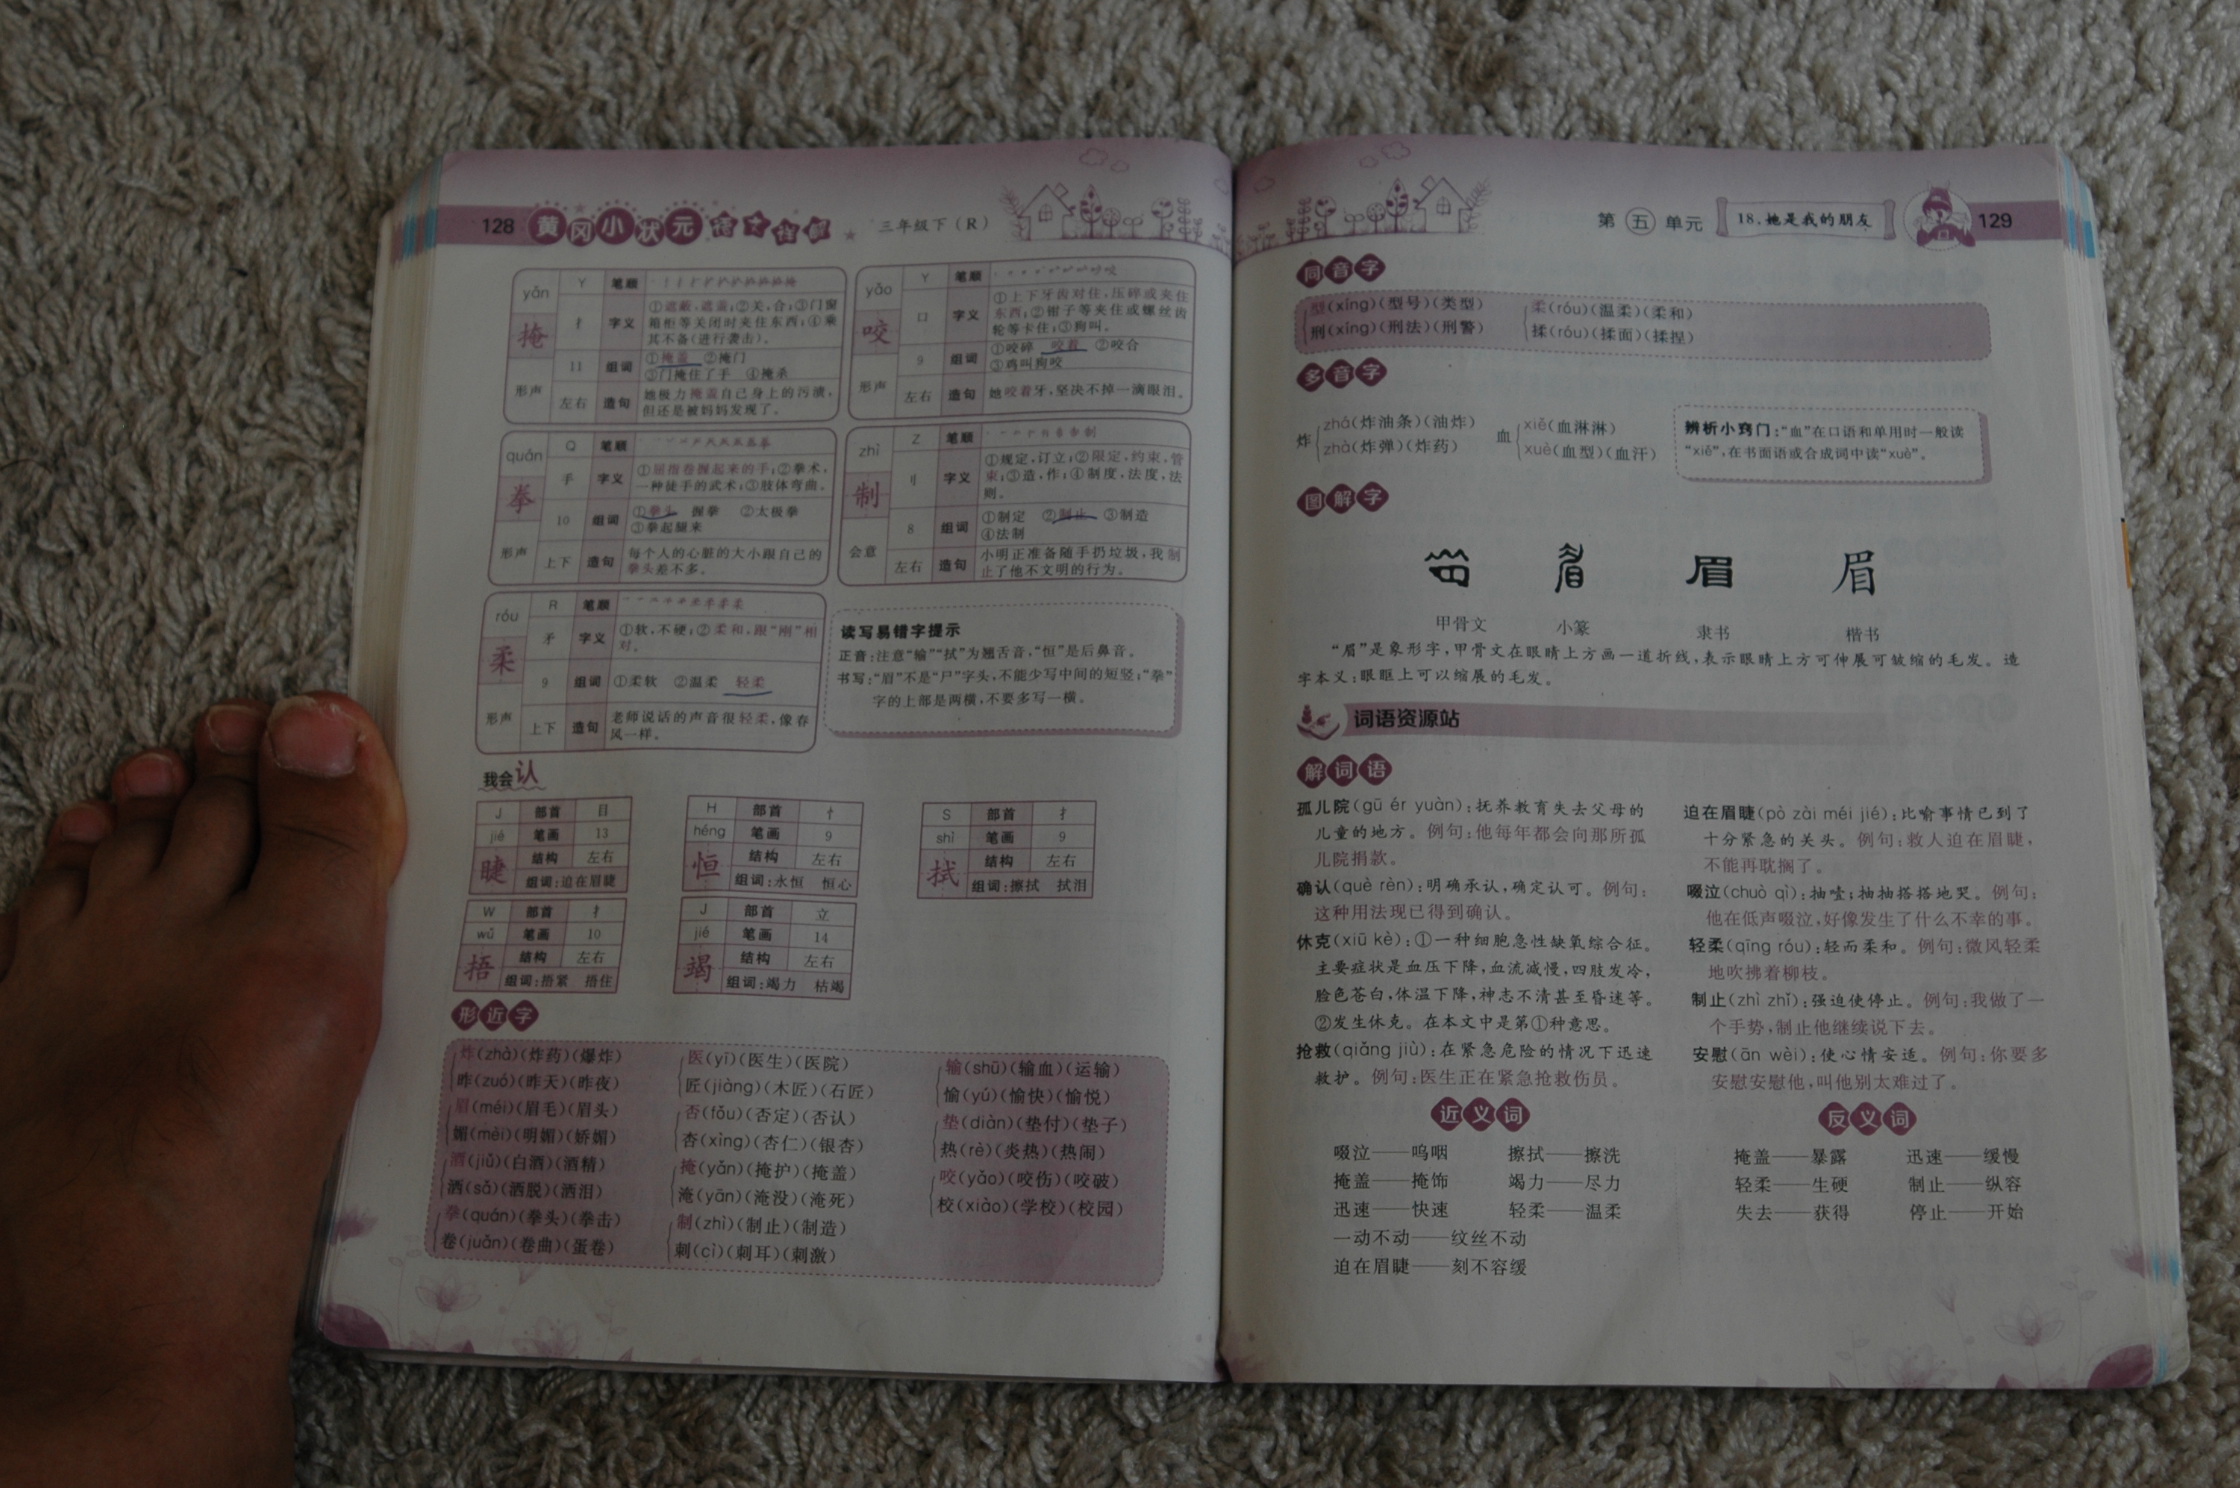 128 黄冈小状元 三年级下(R)
yǎn Y 笔顺
掩 扌 字义 ①遮蔽,遮盖;②关,合;③门窗
箱柜等关闭时夹住东西;④乘
其不备(进行袭击)。
11 组词 ①掩盖 ②掩门
③门掩住了手 ④掩杀
形声 左右 造句 她极力掩盖自己身上的污渍,
但还是被妈妈发现了。
yǎo Y 笔顺
咬 口 字义 ①上下牙齿对住,压碎或夹住
东西;②钳子等夹住或螺丝齿
轮等卡住;③狗叫。
9 组词 ①咬碎 咬着 ②咬合
③鸡叫狗咬
形声 左右 造句 她咬着牙,坚决不掉一滴眼泪。
quán Q 笔顺
拳 手 字义 ①屈指卷握起来的手;②拳术,
一种徒手的武术;③肢体弯曲。
10 组词 ①拳头 握拳 ②太极拳
③拳起腿来
形声 上下 造句 每个人的心脏的大小跟自己的
拳头差不多。
zhì Z 笔顺
制 刂 字义 ①规定,订立;②限定,约束,管
束;③造,作;④制度,法度,法
则。
8 组词 ①制定 ②制止 ③制造
④法制
会意 左右 造句 小明正准备随手扔垃圾,我制
止了他不文明的行为。
róu R 笔顺
柔 矛 字义 ①软,不硬;②柔和,跟“刚”相
对。
9 组词 ①柔软 ②温柔 轻柔
形声 上下 造句 老师说话的声音很轻柔,像春
风一样。
读写易错字提示
正音:注意“输”“拭”为翘舌音,“恒”是后鼻音。
书写:“眉”不是“尸”字头,不能少写中间的短竖;“拳”
字的上部是两横,不要多写一横。
我会认
J 部首 目
jié 笔画 13
睫 结构 左右
组词:迫在眉睫
H 部首 忄
héng 笔画 9
恒 结构 左右
组词:永恒 恒心
S 部首 扌
shì 笔画 9
拭 结构 左右
组词:擦拭 拭泪
W 部首 扌
wú 笔画 10
捂 结构 左右
组词:捂紧 捂住
J 部首 立
jié 笔画 14
竭 结构 左右
组词:竭力 枯竭
形近字
炸(zhà)(炸药)(爆炸)
昨(zuó)(昨天)(昨夜)
眉(méi)(眉毛)(眉头)
媚(mèi)(明媚)(娇媚)
酒(jiǔ)(白酒)(酒精)
洒(sǎ)(洒脱)(洒泪)
拳(quán)(拳头)(拳击)
卷(juǎn)(卷曲)(蛋卷)
医(yī)(医生)(医院)
匠(jiàng)(木匠)(石匠)
否(fǒu)(否定)(否认)
杏(xìng)(杏仁)(银杏)
掩(yǎn)(掩护)(掩盖)
淹(yān)(淹没)(淹死)
制(zhì)(制止)(制造)
刺(cì)(刺耳)(刺激)
输(shū)(输血)(运输)
愉(yú)(愉快)(愉悦)
垫(diàn)(垫付)(垫子)
热(rè)(炎热)(热闹)
咬(yǎo)(咬伤)(咬破)
校(xiào)(学校)(校园)
第五单元 18.她是我的朋友 129
同音字
型(xíng)(型号)(类型)
刑(xíng)(刑法)(刑警)
柔(róu)(温柔)(柔和)
揉(róu)(揉面)(揉捏)
多音字
炸 zhá(炸油条)(油炸)
zhà(炸弹)(炸药)
血 xiě(血淋淋)
xuè(血型)(血汗)
辨析小窍门:“血”在口语和单用时一般读
“xiě”,在书面语或合成词中读“xuè”。
图解字
眉 眉
甲骨文 小篆 隶书 楷书
“眉”是象形字,甲骨文在眼睛上方画一道折线,表示眼睛上方可伸展可皱缩的毛发。造
字本义:眼眶上可以缩展的毛发。
词语资源站
解词语
孤儿院(gū ér yuàn):抚养教育失去父母的
儿童的地方。例句:他每年都会向那所孤
儿院捐款。
确认(què rèn):明确承认,确定认可。例句:
这种用法现已得到确认。
休克(xiū kè):①一种细胞急性缺氧综合征。
主要症状是血压下降,血流减慢,四肢发冷,
脸色苍白,体温下降,神志不清甚至昏迷等。
②发生休克。在本文中是第①种意思。
抢救(qiǎng jiù):在紧急危险的情况下迅速
救护。例句:医生正在紧急抢救伤员。
迫在眉睫(pò zài méi jié):比喻事情已到了
十分紧急的关头。例句:救人迫在眉睫,
不能再耽搁了。
啜泣(chuò qì):抽噎;抽抽搭搭地哭。例句:
他在低声啜泣,好像发生了什么不幸的事。
轻柔(qīng róu):轻而柔和。例句:微风轻柔
地吹拂着柳枝。
制止(zhì zhǐ):强迫使停止。例句:我做了一
个手势,制止他继续说下去。
安慰(ān wèi):使心情安适。例句:你要多
安慰安慰他,叫他别太难过了。
近义词
啜泣——呜咽 擦拭——擦洗
掩盖——掩饰 竭力——尽力
迅速——快速 轻柔——温柔
一动不动——纹丝不动
迫在眉睫——刻不容缓
反义词
掩盖——暴露 迅速——缓慢
轻柔——生硬 制止——纵容
失去——获得 停止——开始